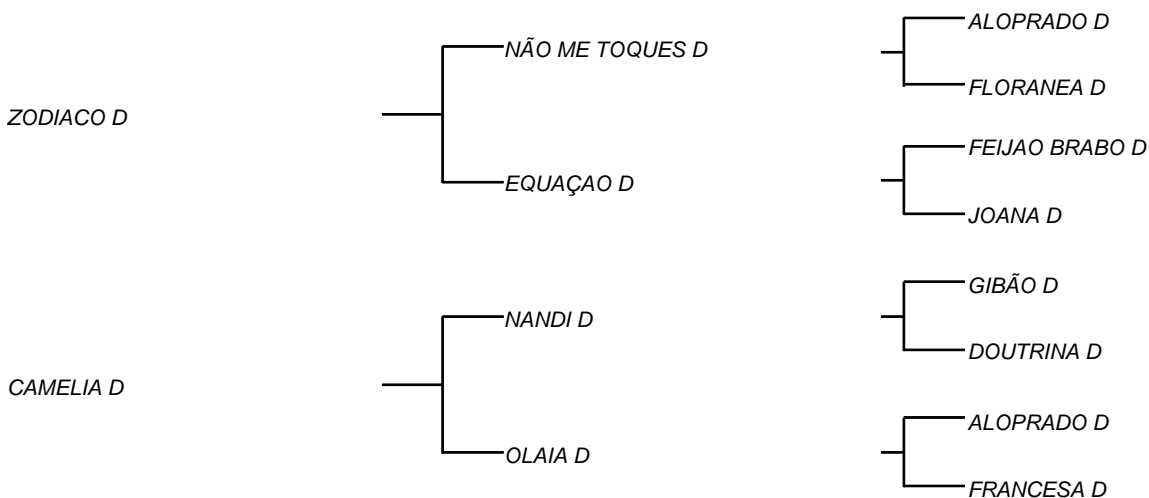 ALOPRADO D
NÃO ME TOQUES D
FLORANEA D
ZODIACO D
FEIJAO BRABO D
EQUAÇAO D
JOANA D
GIBÃO D
NANDI D
DOUTRINA D
CAMELIA D
ALOPRADO D
OLAIA D
FRANCESA D